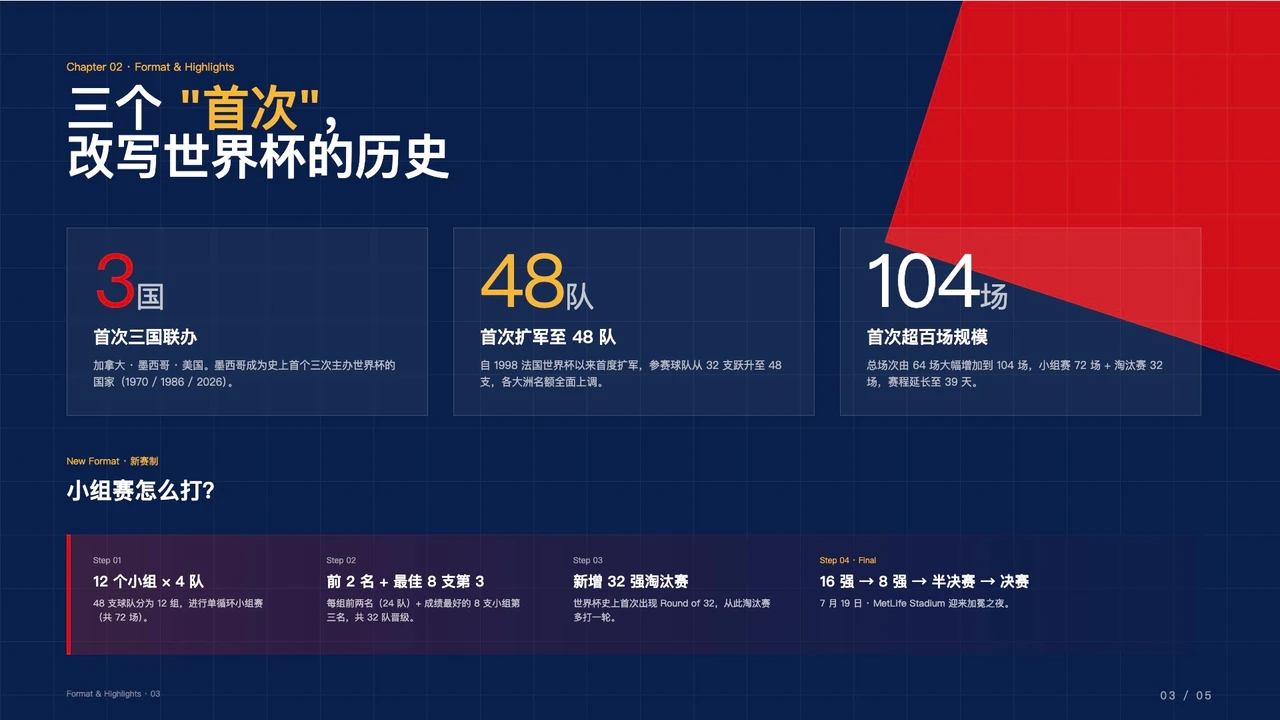 Chapter 02 · Format & Highlights
三个 "首次",
改写世界杯的历史
3国
首次三国联办
加拿大 · 墨西哥 · 美国。墨西哥成为史上首个三次主办世界杯的
国家（1970 / 1986 / 2026）。
48队
首次扩军至 48 队
自 1998 法国世界杯以来首度扩军，参赛球队从 32 支跃升至 48
支，各大洲名额全面上调。
104场
首次超百场规模
总场次由 64 场大幅增加到 104 场，小组赛 72 场 + 淘汰赛 32
场，赛程延长至 39 天。
New Format · 新赛制
小组赛怎么打?
Step 01
12 个小组 × 4 队
48 支球队分为 12 组，进行单循环小组赛
（共 72 场）。
Step 02
前 2 名 + 最佳 8 支第 3
每组前两名（24 队）+ 成绩最好的 8 支小组第
三名，共 32 队晋级。
Step 03
新增 32 强淘汰赛
世界杯史上首次出现 Round of 32，从此淘汰赛
多打一轮。
Step 04 · Final
16 强 → 8 强 → 半决赛 → 决赛
7 月 19 日 · MetLife Stadium 迎来加冕之夜。
Format & Highlights · 03
03 / 05